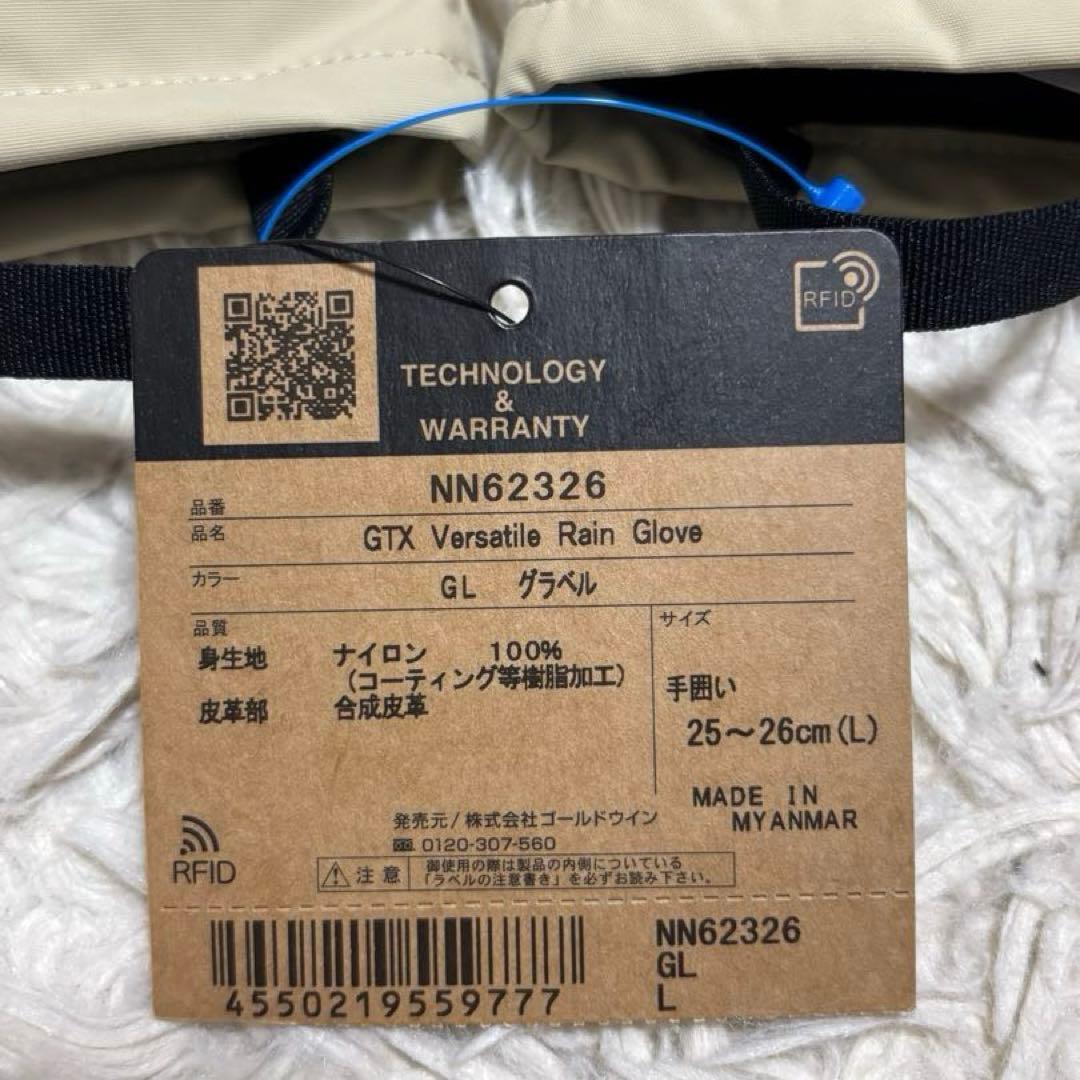 RFID
TECHNOLOGY
&
WARRANTY
品番 NN62326
品名 GTX Versatile Rain Glove
カラー GL グラベル
品質
身生地 ナイロン 100%
(コーティング等樹脂加工)
皮革部 合成皮革
サイズ
手囲い
25～26cm(L)
MADE IN
MYANMAR
発売元/株式会社ゴールドウイン
0120-307-560
RFID
注意 御使用の際は製品の内側についている
「ラベルの注意書き」を必ずお読み下さい。
4550219559777
NN62326
GL
L